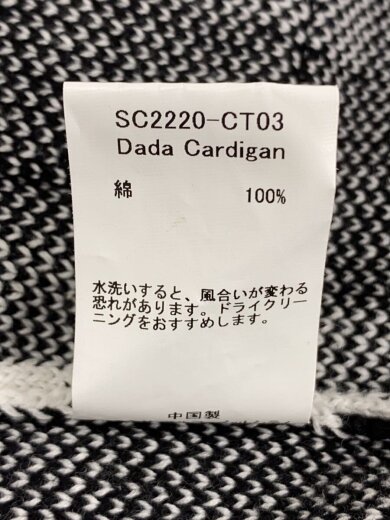 SC2220-CT03
Dada Cardigan
綿 100%
水洗いすると、風合いが変わる
恐れがあります。ドライクリー
ニングをおすすめします。
中国製